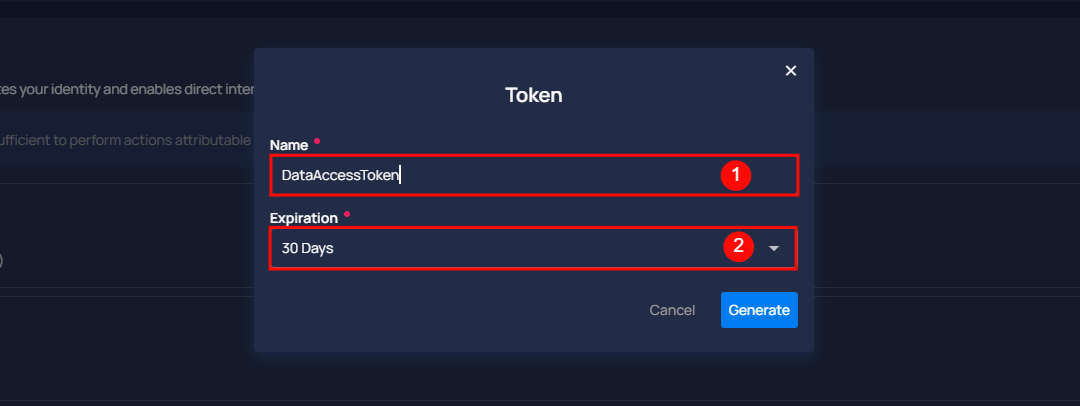 tes your identity and enables direct inter
Token
ufficient to perform actions attributable
Name
DataAccessToken
1
Expiration
30 Days
2
Cancel
Generate